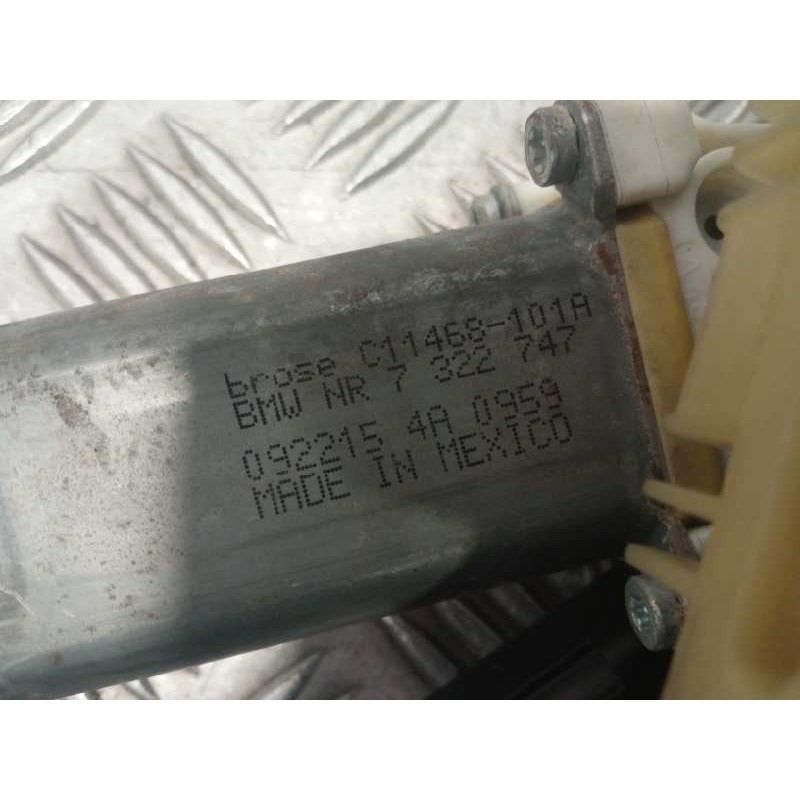 brose C11468-101A
BMW NR 7 322 747
092215 4A 0959
MADE IN MEXICO